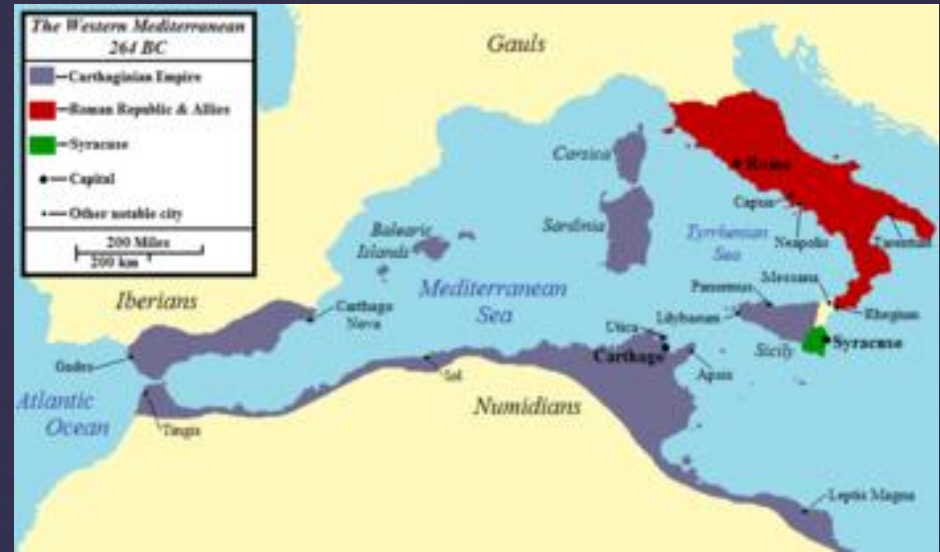 The Western Mediterranean
264 BC
Carthaginian Empire
Roman Republic & Allies
Syracuse
Capital
Other notable city
200 Miles
200 km
Gauls
Corsica
Rome
Capua
Sardinia
Tyrrhenian
Sea
Neapolis
Tarentum
Balearic
Islands
Mediterranean
Sea
Messana
Panormus
Iberians
Carthago
Nova
Lilybaeum
Rhegium
Utica
Carthage
Sicily
Syracuse
Gades
Sol
Apsis
Atlantic
Ocean
Numidians
Tingis
Leptis Magna